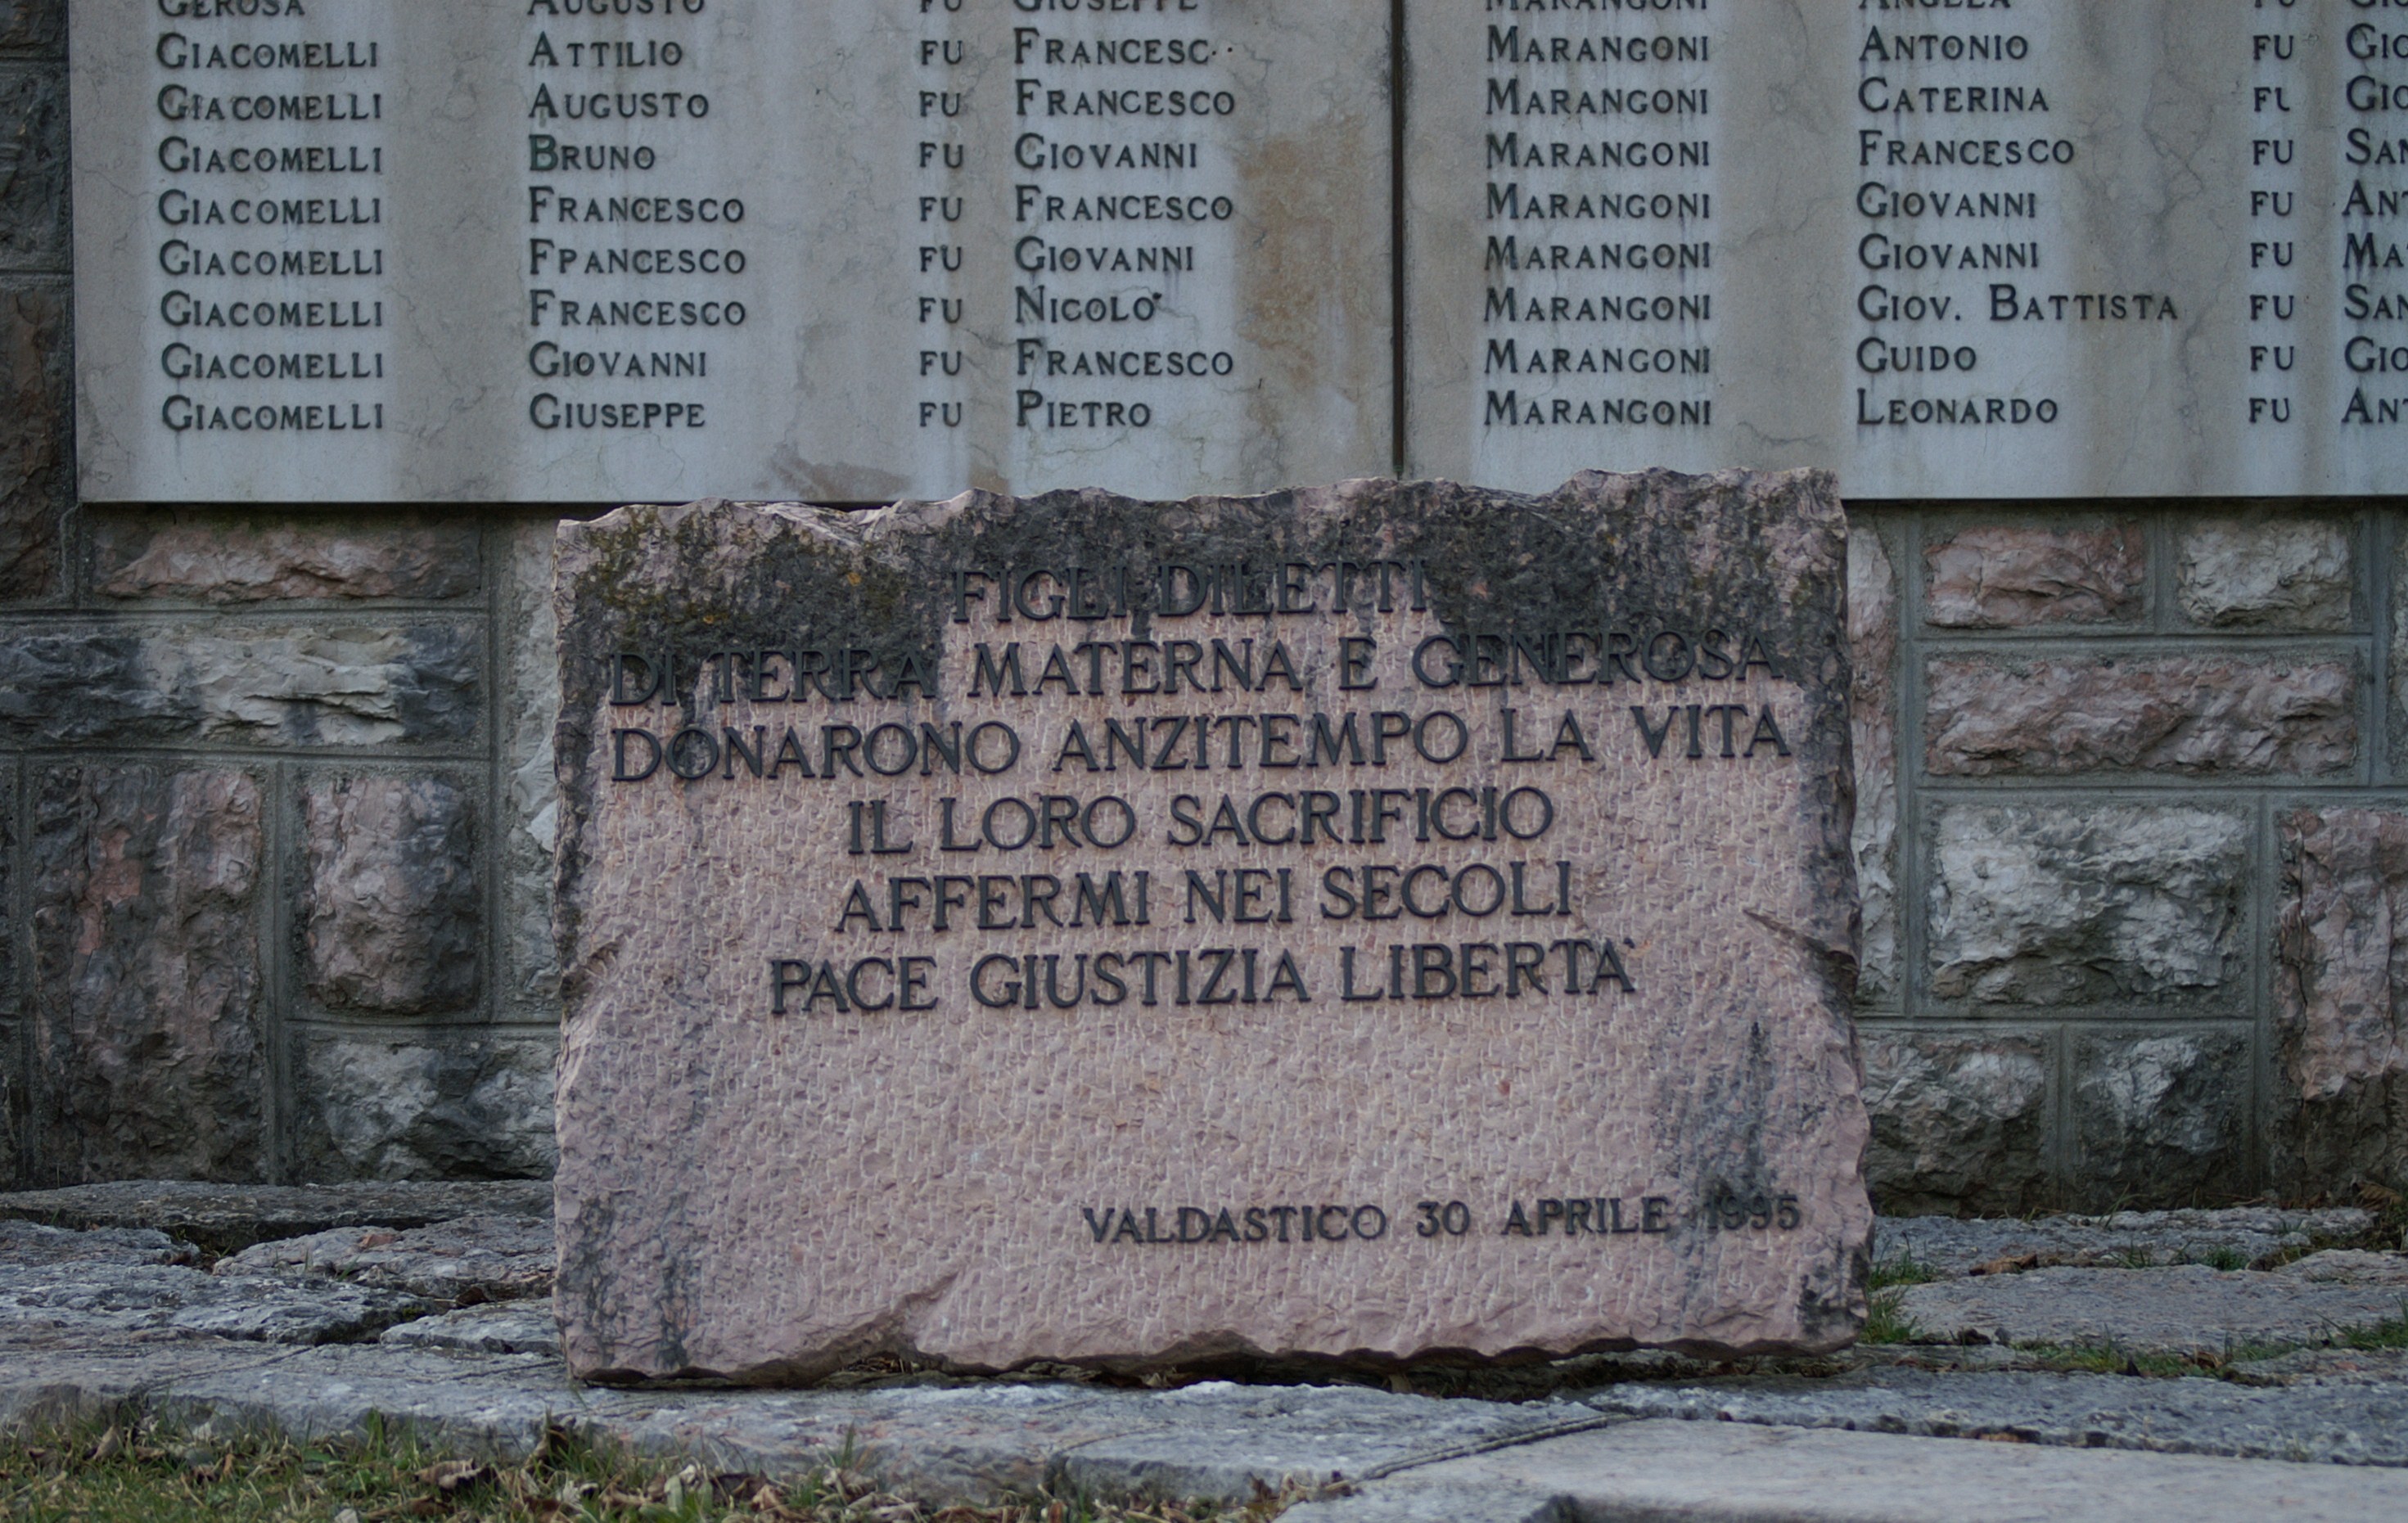 GEROSA AUGUSTO FU GIUSEPPE
GIACOMELLI ATTILIO FU FRANCESC
GIACOMELLI AUGUSTO FU FRANCESCO
GIACOMELLI BRUNO FU GIOVANNI
GIACOMELLI FRANCESCO FU FRANCESCO
GIACOMELLI FPANCESCO FU GIOVANNI
GIACOMELLI FRANCESCO FU NICOLO'
GIACOMELLI GIOVANNI FU FRANCESCO
GIACOMELLI GIUSEPPE FU PIETRO
MARANGONI ANGELA FU
MARANGONI ANTONIO FU
MARANGONI CATERINA FU
MARANGONI FRANCESCO FU
MARANGONI GIOVANNI FU
MARANGONI GIOVANNI FU
MARANGONI GIOV. BATTISTA FU
MARANGONI GUIDO FU
MARANGONI LEONARDO FU
FIGLI DILETTI
DI TERRA MATERNA E GENEROSA
DONARONO ANZITEMPO LA VITA
IL LORO SACRIFICIO
AFFERMI NEI SECOLI
PACE GIUSTIZIA LIBERTA'
VALDASTICO 30 APRILE 1995